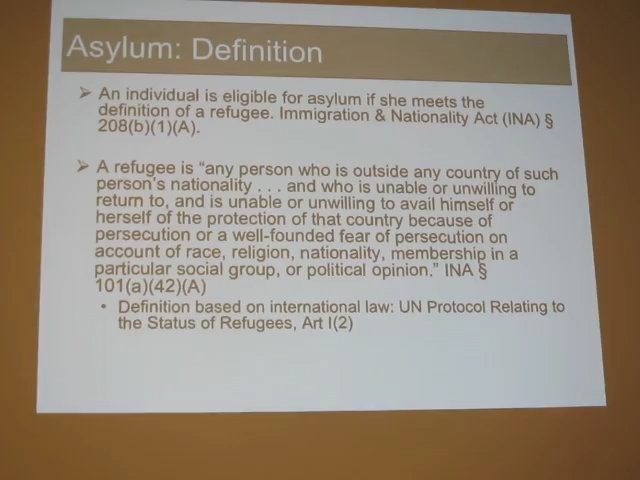 Asylum: Definition
➢ An individual is eligible for asylum if she meets the
definition of a refugee. Immigration & Nationality Act (INA) §
208(b)(1)(A).
➢ A refugee is “any person who is outside any country of such
person’s nationality . . . and who is unable or unwilling to
return to, and is unable or unwilling to avail himself or
herself of the protection of that country because of
persecution or a well-founded fear of persecution on
account of race, religion, nationality, membership in a
particular social group, or political opinion.” INA §
101(a)(42)(A)
• Definition based on international law: UN Protocol Relating to
the Status of Refugees, Art I(2)